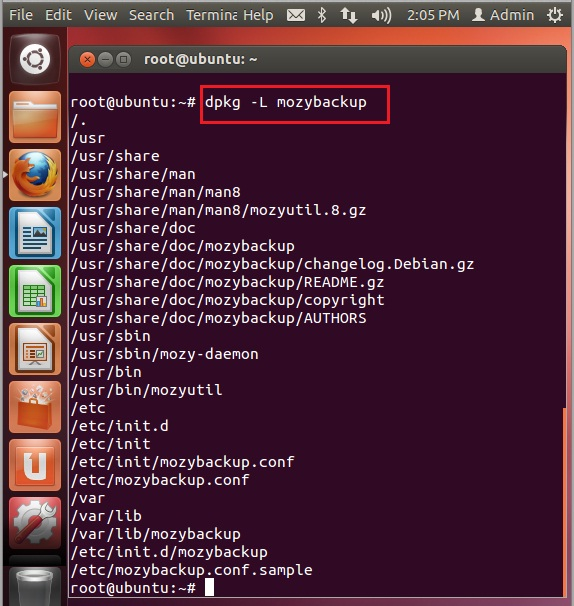 File Edit View Search Termina Help 2:05 PM Admin
root@ubuntu: ~
root@ubuntu:~# dpkg -L mozybackup
/.
/usr
/usr/share
/usr/share/man
/usr/share/man/man8
/usr/share/man/man8/mozyutil.8.gz
/usr/share/doc
/usr/share/doc/mozybackup
/usr/share/doc/mozybackup/changelog.Debian.gz
/usr/share/doc/mozybackup/README.gz
/usr/share/doc/mozybackup/copyright
/usr/share/doc/mozybackup/AUTHORS
/usr/sbin
/usr/sbin/mozy-daemon
/usr/bin
/usr/bin/mozyutil
/etc
/etc/init.d
/etc/init
/etc/init/mozybackup.conf
/etc/mozybackup.conf
/var
/var/lib
/var/lib/mozybackup
/etc/init.d/mozybackup
/etc/mozybackup.conf.sample
root@ubuntu:~#